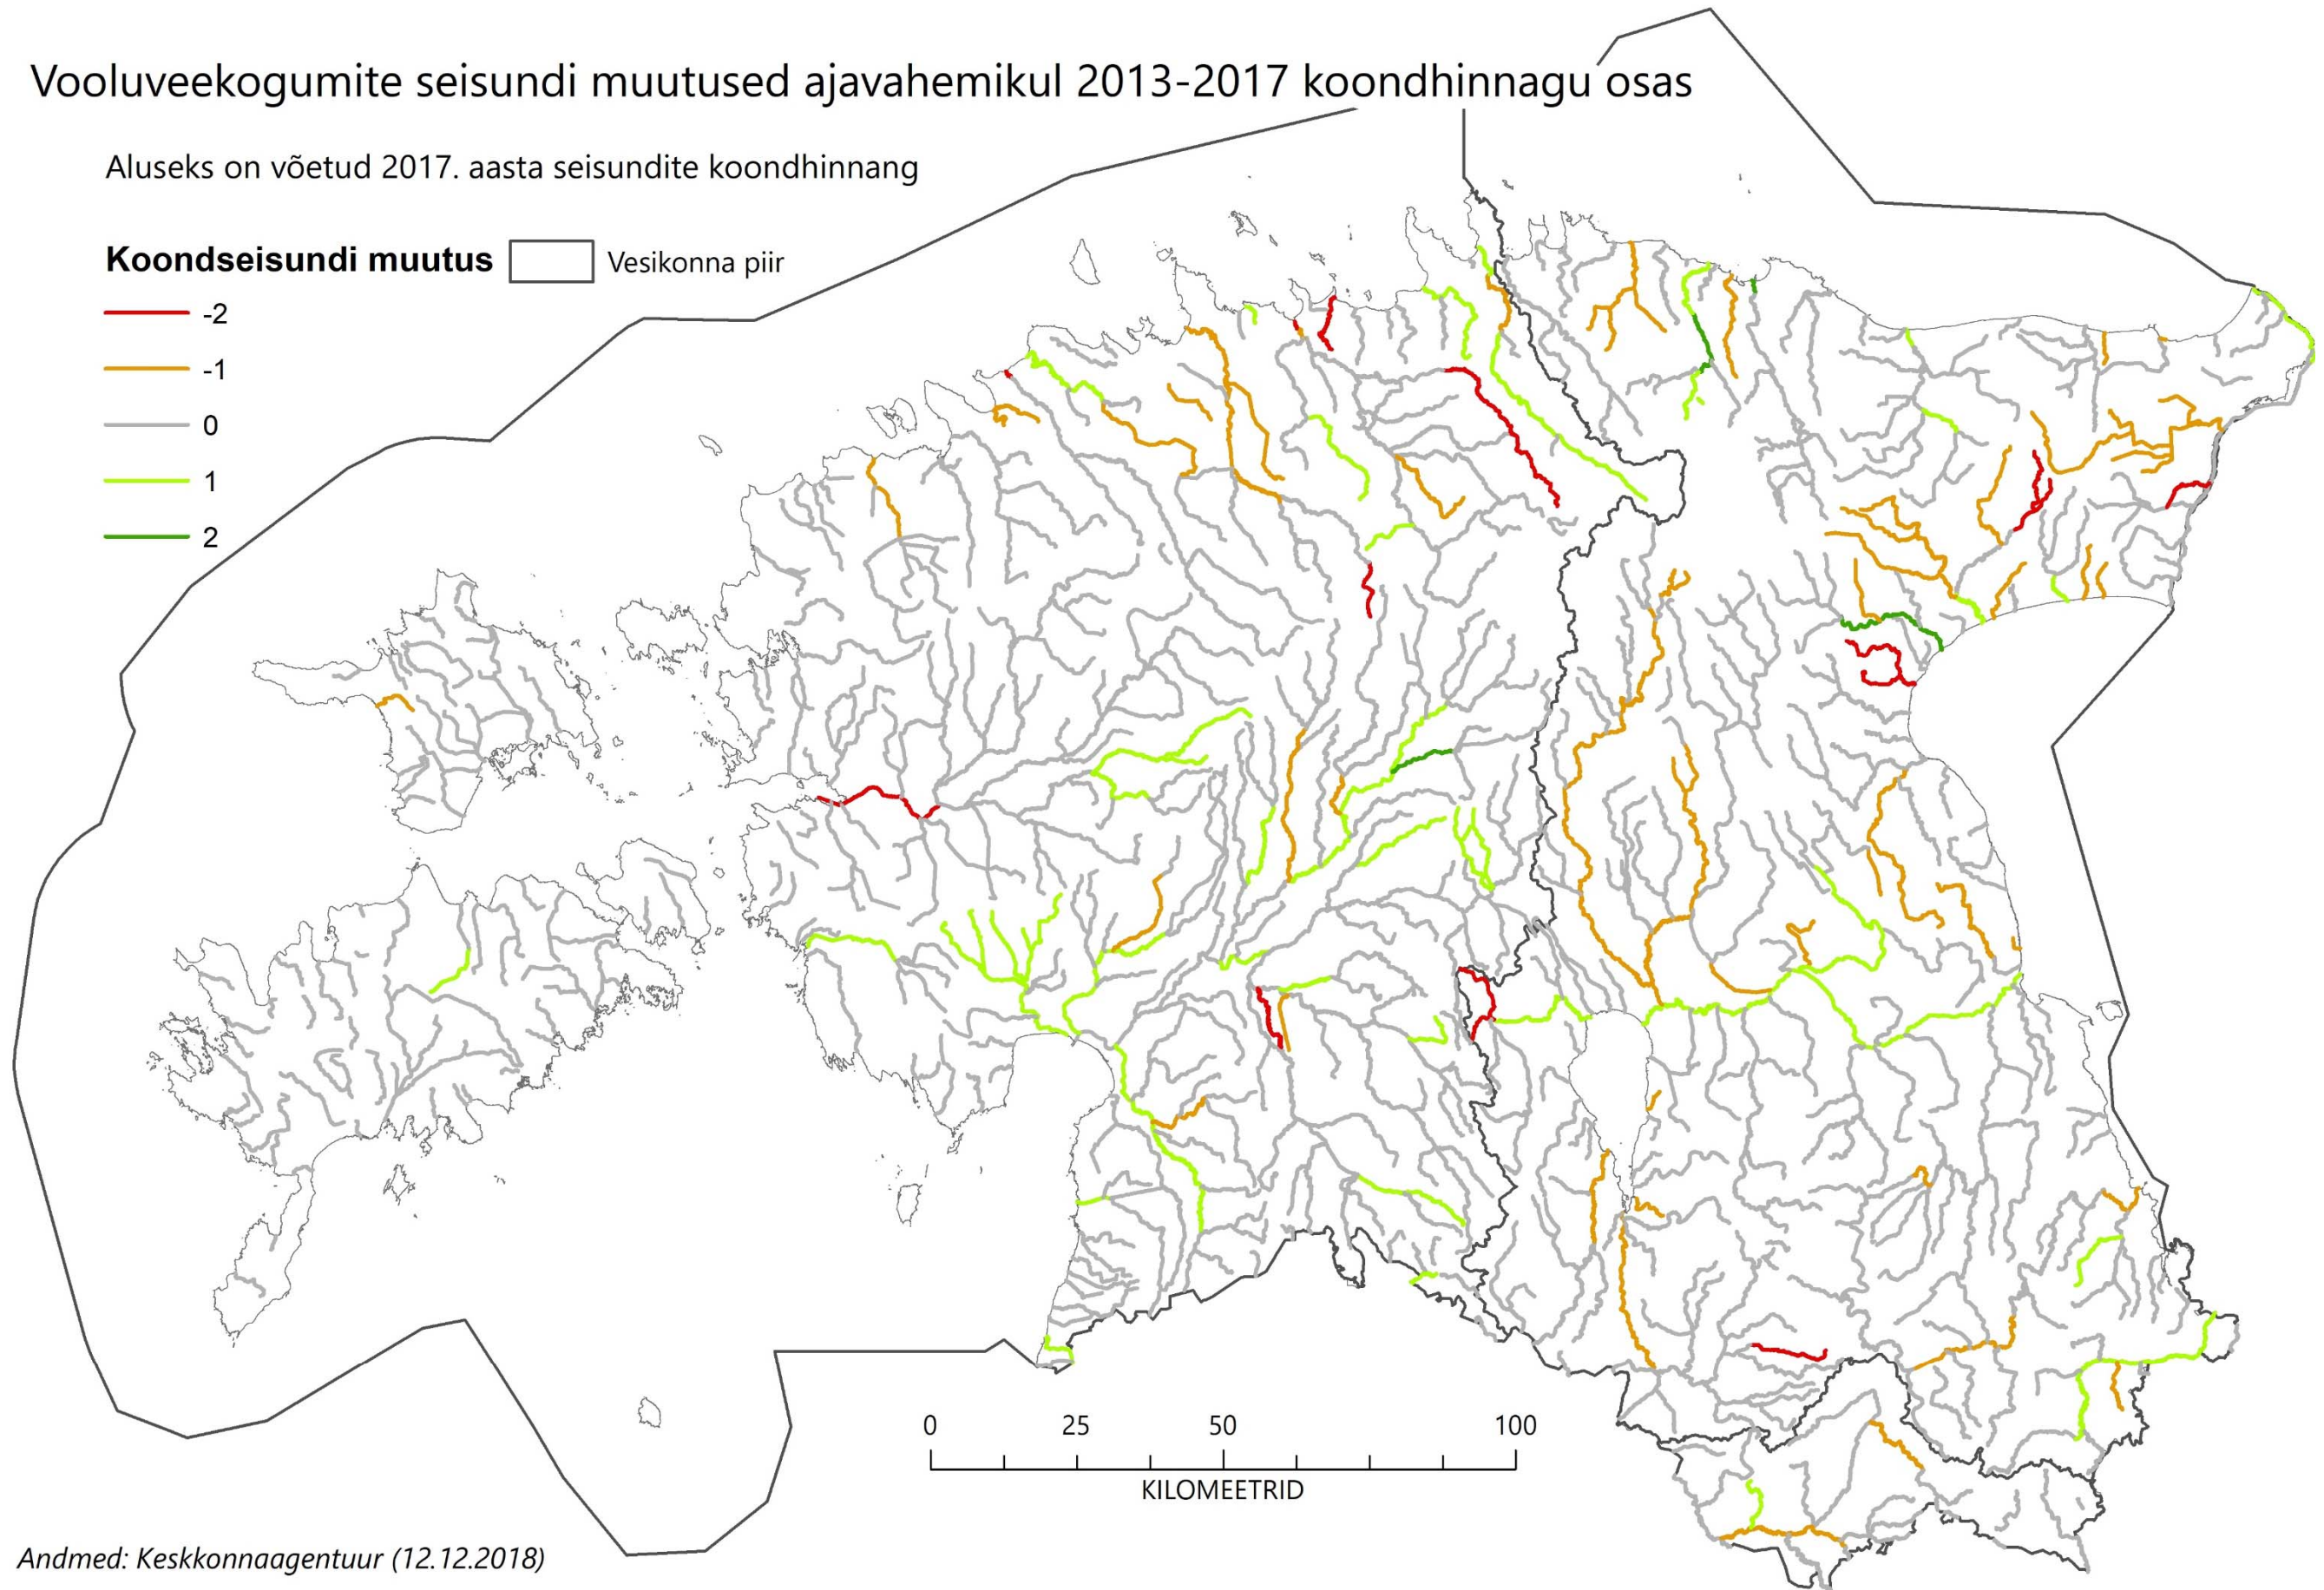 Vooluveekogumite seisundi muutused ajavahemikul 2013-2017 koondhinnagu osas
Aluseks on võetud 2017. aasta seisundite koondhinnang
Koondseisundi muutus
Vesikonna piir
-2
-1
0
1
2
0 25 50 100
KILOMEETRID
Andmed: Keskkonnaagentuur (12.12.2018)